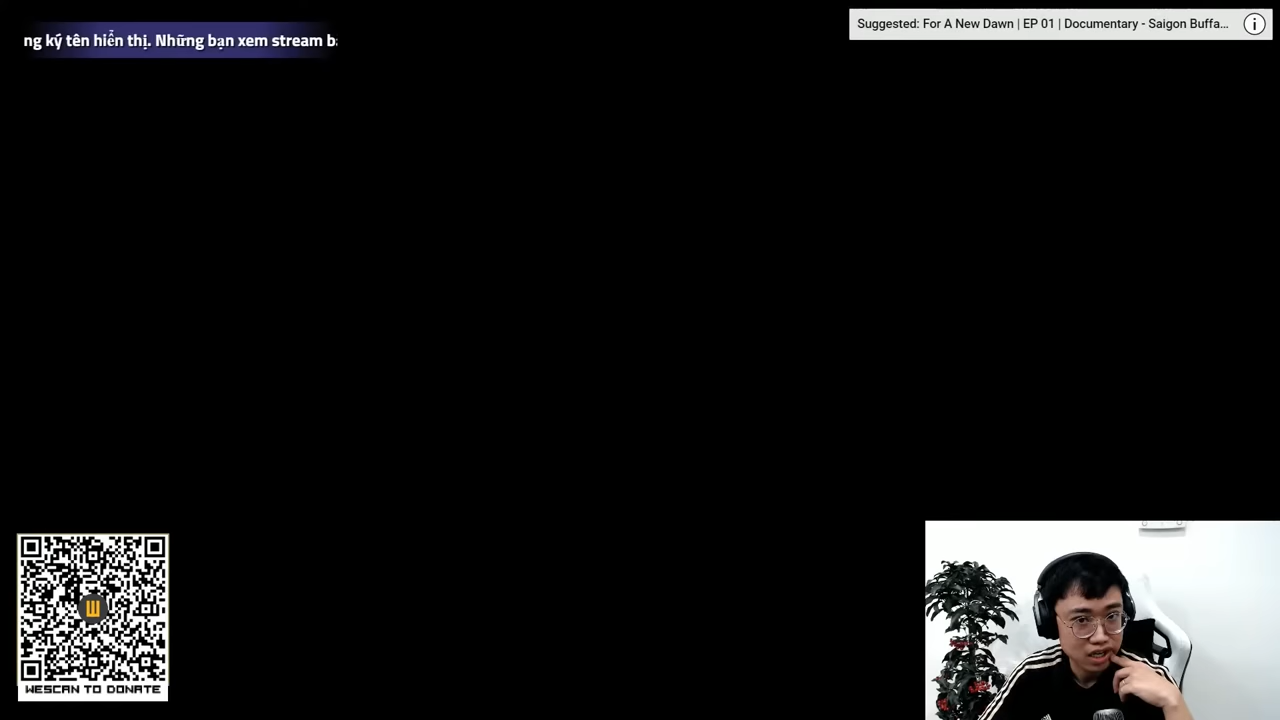 ng ký tên hiển thị. Những bạn xem stream b
Suggested: For A New Dawn | EP 01 | Documentary - Saigon Buffa...
WESCAN TO DONATE